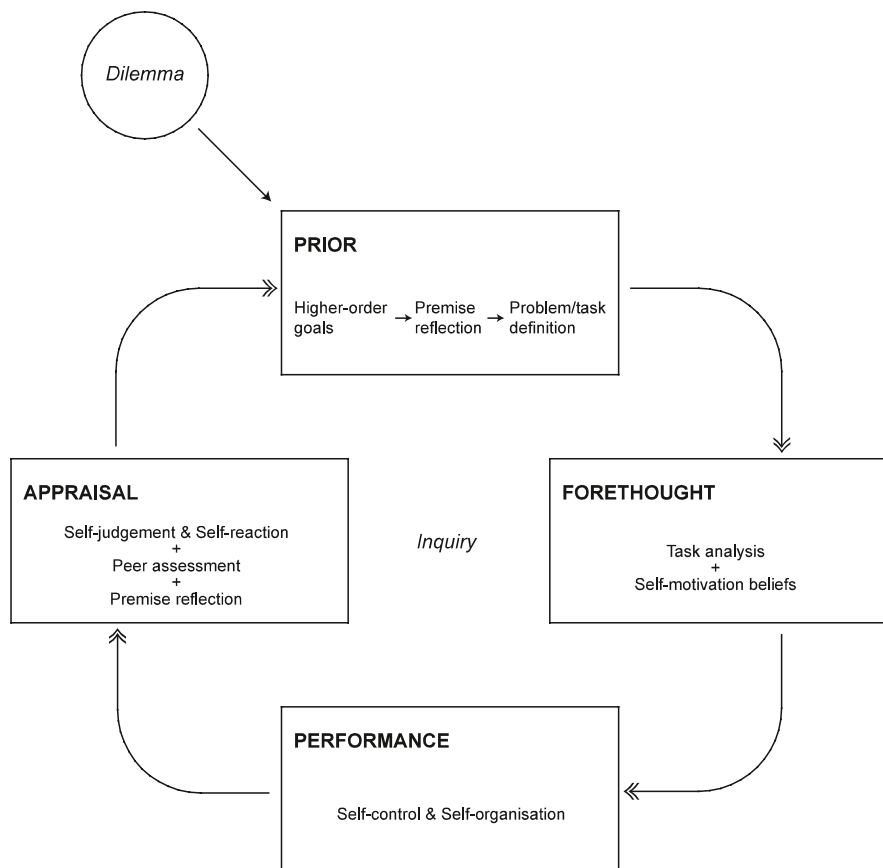 Dilemma
PRIOR
Higher-order
goals
Premise
reflection
Problem/task
definition
APPRAISAL
Self-judgement & Self-reaction
+
Peer assessment
+
Premise reflection
Inquiry
FORETHOUGHT
Task analysis
+
Self-motivation beliefs
PERFORMANCE
Self-control & Self-organisation